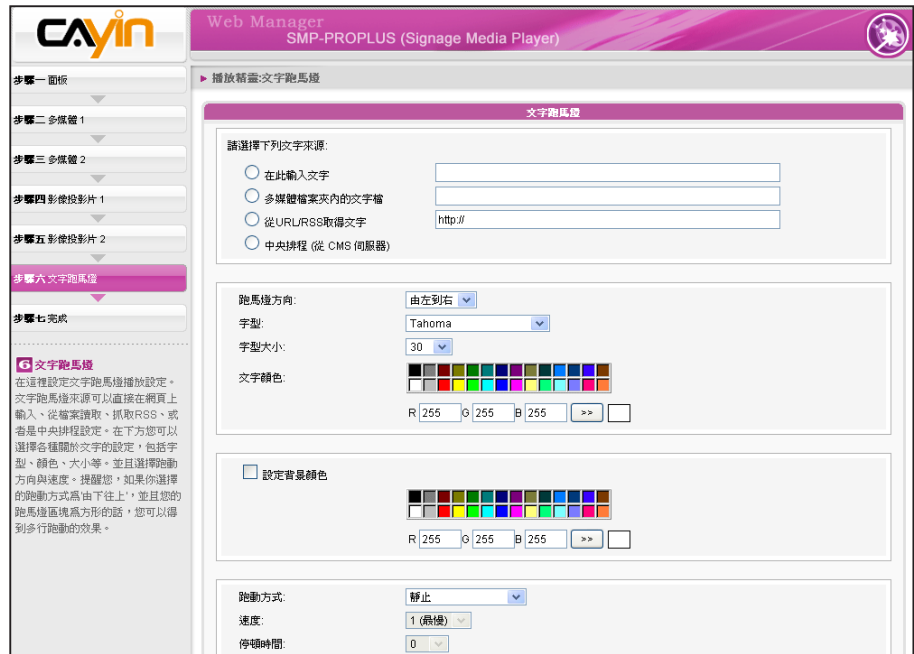 CAYIN
Web Manager
SMP-PROPLUS (Signage Media Player)
步驟一 面板
步驟二 多媒體 1
步驟三 多媒體 2
步驟四 影像投影片 1
步驟五 影像投影片 2
步驟六 文字跑馬燈
步驟七 完成
6 文字跑馬燈
在這裡設定文字跑馬燈播放設定。
文字跑馬燈來源可以直接在網頁上
輸入、從檔案讀取、抓取RSS、或
者是中央排程設定。在下方您可以
選擇各種關於文字的設定，包括字
型、顏色、大小等。並且選擇跑動
方向與速度。提醒您，如果你選擇
的跑動方式為'由下往上'，並且您的
跑馬燈區塊為方形的話，您可以得
到多行跑動的效果。
播放精靈:文字跑馬燈
文字跑馬燈
請選擇下列文字來源:
在此輸入文字
多媒體檔案夾內的文字檔
從URL/RSS取得文字 http://
中央排程 (從 CMS 伺服器)
跑馬燈方向: 由左到右
字型: Tahoma
字型大小: 30
文字顏色:
R 255 G 255 B 255 >>
設定背景顏色
R 255 G 255 B 255 >>
跑動方式: 靜止
速度: 1 (最慢)
停頓時間: 0